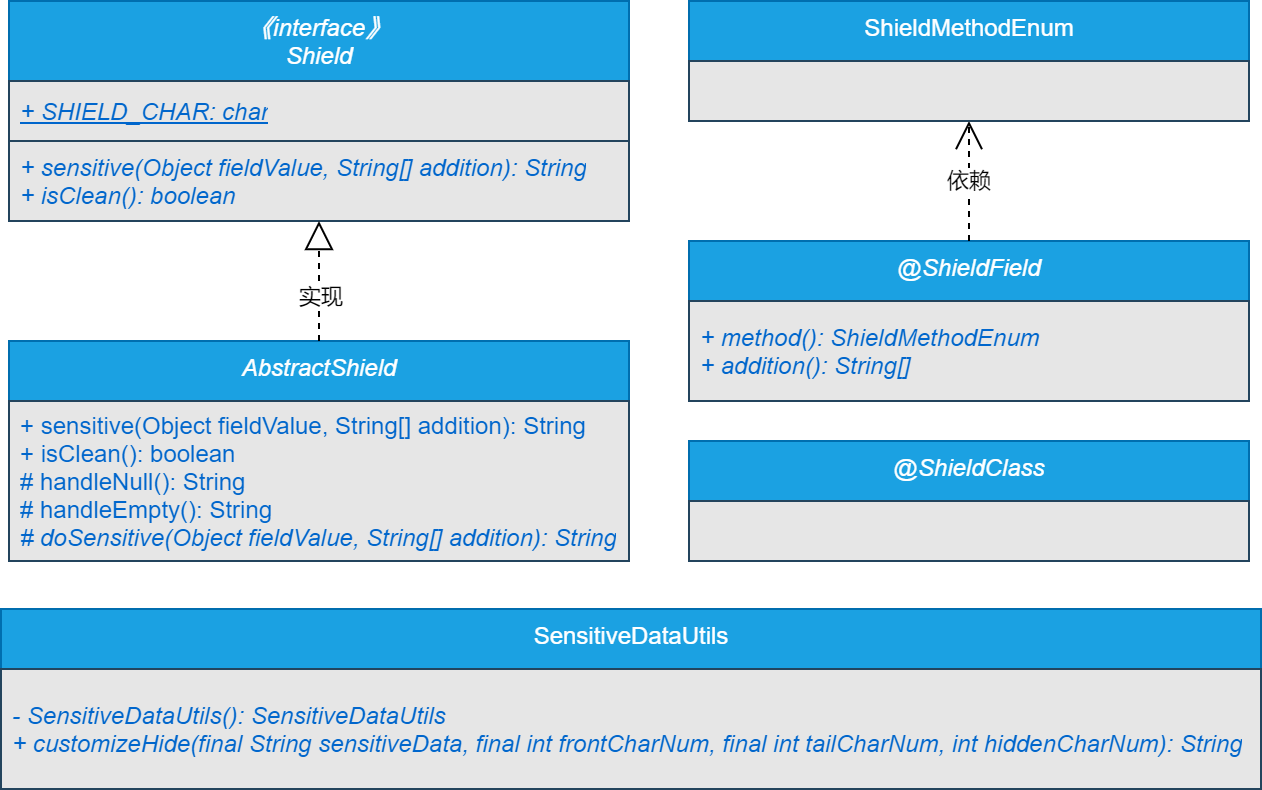 《interface》
Shield
+ SHIELD_CHAR: char
+ sensitive(Object fieldValue, String[] addition): String
+ isClean(): boolean
实现
AbstractShield
+ sensitive(Object fieldValue, String[] addition): String
+ isClean(): boolean
# handleNull(): String
# handleEmpty(): String
# doSensitive(Object fieldValue, String[] addition): String
ShieldMethodEnum
依赖
@ShieldField
+ method(): ShieldMethodEnum
+ addition(): String[]
@ShieldClass
SensitiveDataUtils
- SensitiveDataUtils(): SensitiveDataUtils
+ customizeHide(final String sensitiveData, final int frontCharNum, final int tailCharNum, int hiddenCharNum): String